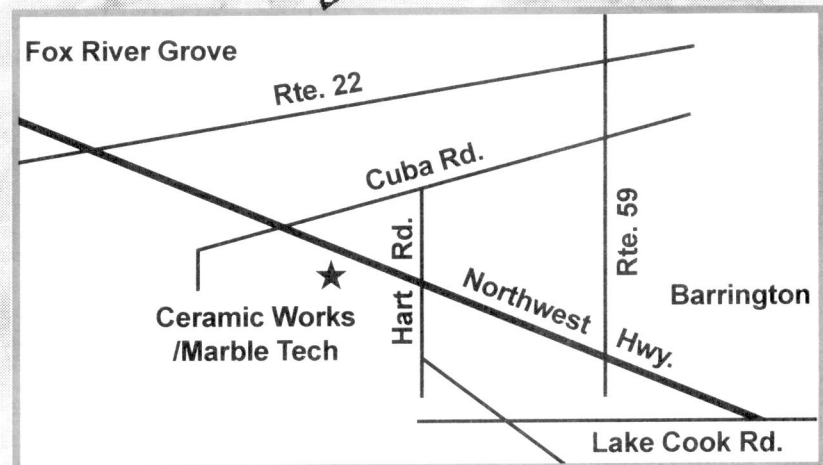 Fox River Grove
Rte. 22
Cuba Rd.
Hart Rd.
Rte. 59
Northwest Hwy.
Barrington
Ceramic Works
/Marble Tech
Lake Cook Rd.